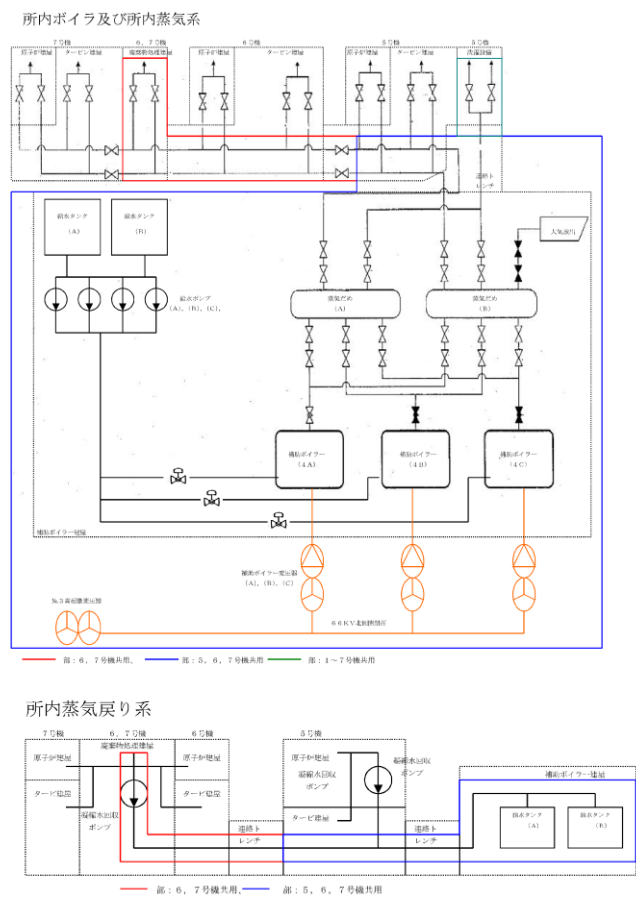 所内ボイラ及び所内蒸気系
７号機
６，７号機
６号機
５号機
５号機
原子炉建屋
タービン建屋
廃棄物処理建屋
原子炉建屋
タービン建屋
原子炉建屋
タービン建屋
洗濯設備
連絡ト
レンチ
給水タンク
（A）
給水タンク
（B）
大気放出
給水ポンプ
（A），（B），（C），
蒸気だめ
（A）
蒸気だめ
（B）
補助ボイラー
（4A）
補助ボイラー
（4B）
補助ボイラー
（4C）
補助ボイラー建屋
補助ボイラー変圧器
（A），（B），（C）
№３高起動変圧器
６６KV
部：６，７号機共用、
部：５，６，７号機共用
部：１～７号機共用
所内蒸気戻り系
７号機
６，７号機
６号機
５号機
廃棄物処理建屋
原子炉建屋
原子炉建屋
原子炉建屋
凝縮水回収
ポンプ
凝縮水回収
ポンプ
補助ボイラー建屋
タービン建屋
タービン建屋
凝縮水回収
ポンプ
タービン建屋
連絡ト
レンチ
連絡ト
レンチ
給水タンク
（A）
給水タンク
（B）
部：６，７号機共用、
部：５，６，７号機共用